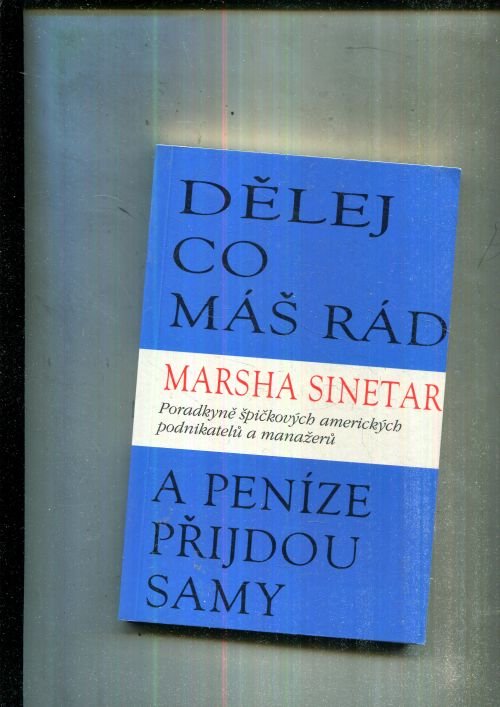 DĚLEJ
CO
MÁŠ RÁD
MARSHA SINETAR
Poradkyně špičkových amerických
podnikatelů a manažerů
A PENÍZE
PŘIJDOU
SAMY